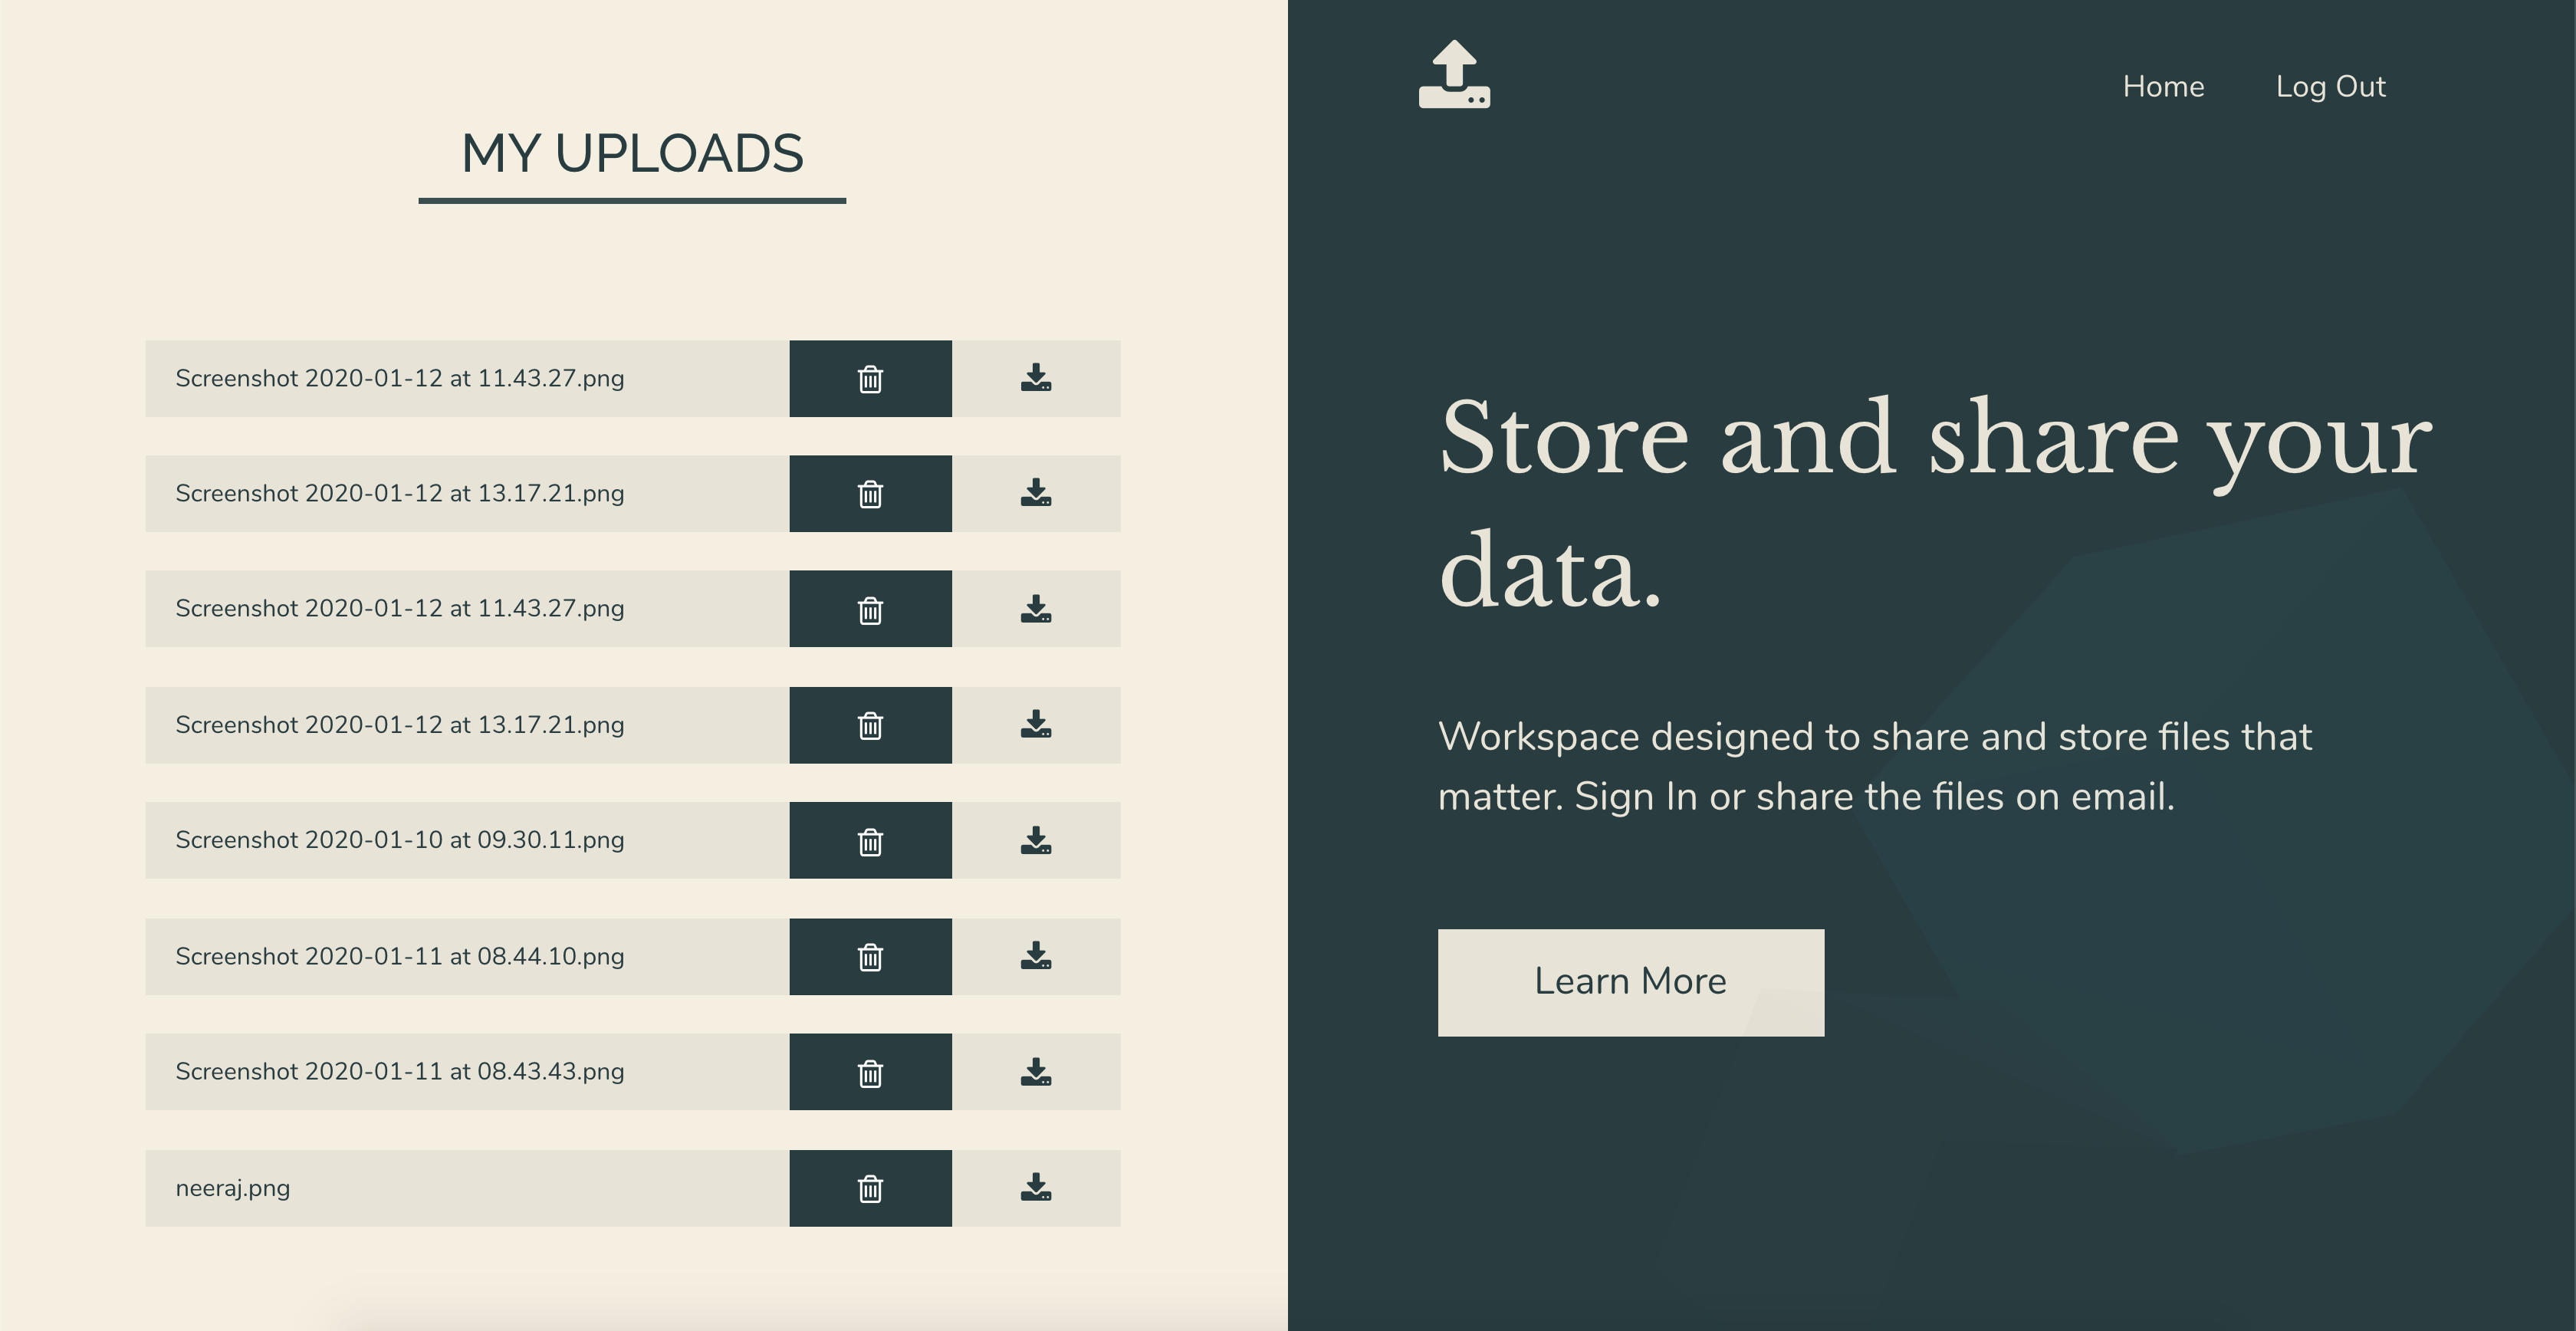 MY UPLOADS
Screenshot 2020-01-12 at 11.43.27.png
Screenshot 2020-01-12 at 13.17.21.png
Screenshot 2020-01-12 at 11.43.27.png
Screenshot 2020-01-12 at 13.17.21.png
Screenshot 2020-01-10 at 09.30.11.png
Screenshot 2020-01-11 at 08.44.10.png
Screenshot 2020-01-11 at 08.43.43.png
neeraj.png
Home
Log Out
Store and share your
data.
Workspace designed to share and store files that
matter. Sign In or share the files on email.
Learn More